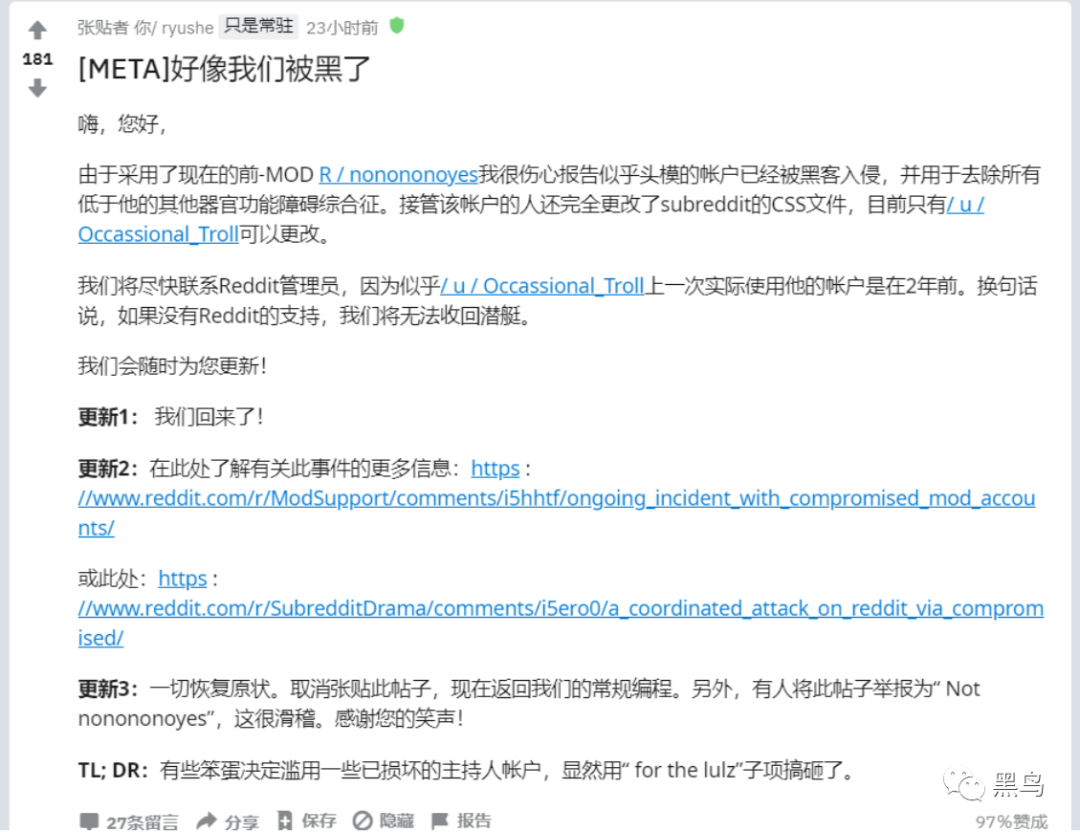 张贴者 你/ ryushe 只是常驻 23小时前
181
[META]好像我们被黑了
嗨，您好，
由于采用了现在的前-MOD R / nonononoyes我很伤心报告似乎头模的帐户已经被黑客入侵，并用于去除所有
低于他的其他器官功能障碍综合征。接管该帐户的人还完全更改了subreddit的CSS文件，目前只有/ u /
Occassional_Troll可以更改。
我们将尽快联系Reddit管理员，因为似乎/ u / Occassional_Troll上一次实际使用他的帐户是在2年前。换句话
说，如果没有Reddit的支持，我们将无法收回潜艇。
我们会随时为您更新！
更新1： 我们回来了！
更新2：在此处了解有关此事件的更多信息：https：
//www.reddit.com/r/ModSupport/comments/i5hhtf/ongoing_incident_with_compromised_mod_accou
nts/
或此处：https：
//www.reddit.com/r/SubredditDrama/comments/i5ero0/a_coordinated_attack_on_reddit_via_comprom
ised/
更新3：一切恢复原状。取消张贴此帖子，现在返回我们的常规编程。另外，有人将此帖子举报为“ Not
nonononoyes”，这很滑稽。感谢您的笑声！
TL; DR：有些笨蛋决定滥用一些已损坏的主持人帐户，显然用“ for the lulz”子项搞砸了。
黑鸟
27条留言 分享 保存 隐藏 报告 97%赞成